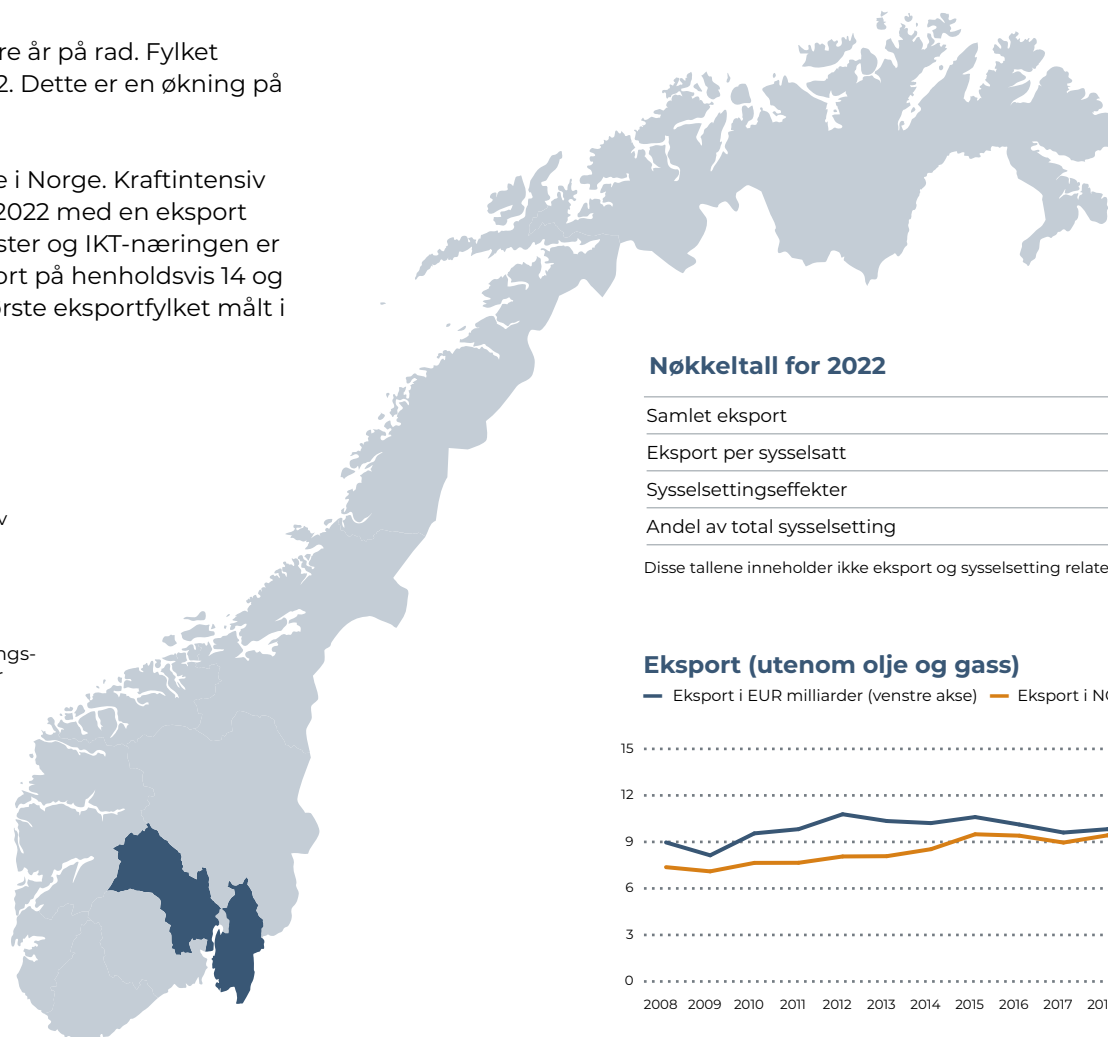 re år på rad. Fylket
2. Dette er en økning på
e i Norge. Kraftintensiv
2022 med en eksport
ster og IKT-næringen er
ort på henholdsvis 14 og
ørste eksportfylket målt i
v
ngs-
r
Nøkkeltall for 2022
Samlet eksport
Eksport per sysselsatt
Sysselsettingseffekter
Andel av total sysselsetting
Disse tallene inneholder ikke eksport og sysselsetting relate
Eksport (utenom olje og gass)
Eksport i EUR milliarder (venstre akse) Eksport i NO
15
12
9
6
3
0
2008 2009 2010 2011 2012 2013 2014 2015 2016 2017 201